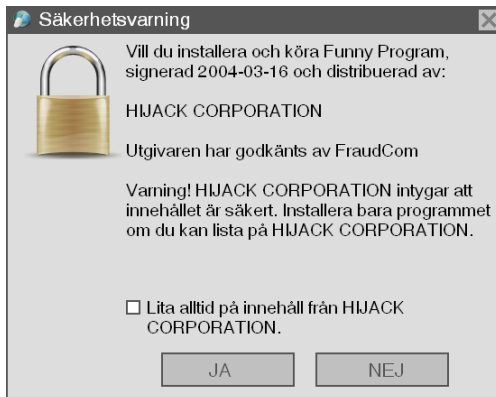 Säkerhetsvarning
Vill du installera och köra Funny Program,
signerad 2004-03-16 och distribuerad av:
HIJACK CORPORATION
Utgivaren har godkänts av FraudCom
Varning! HIJACK CORPORATION intygar att
innehållet är säkert. Installera bara programmet
om du kan lista på HIJACK CORPORATION.
Lita alltid på innehåll från HIJACK
CORPORATION.
JA
NEJ